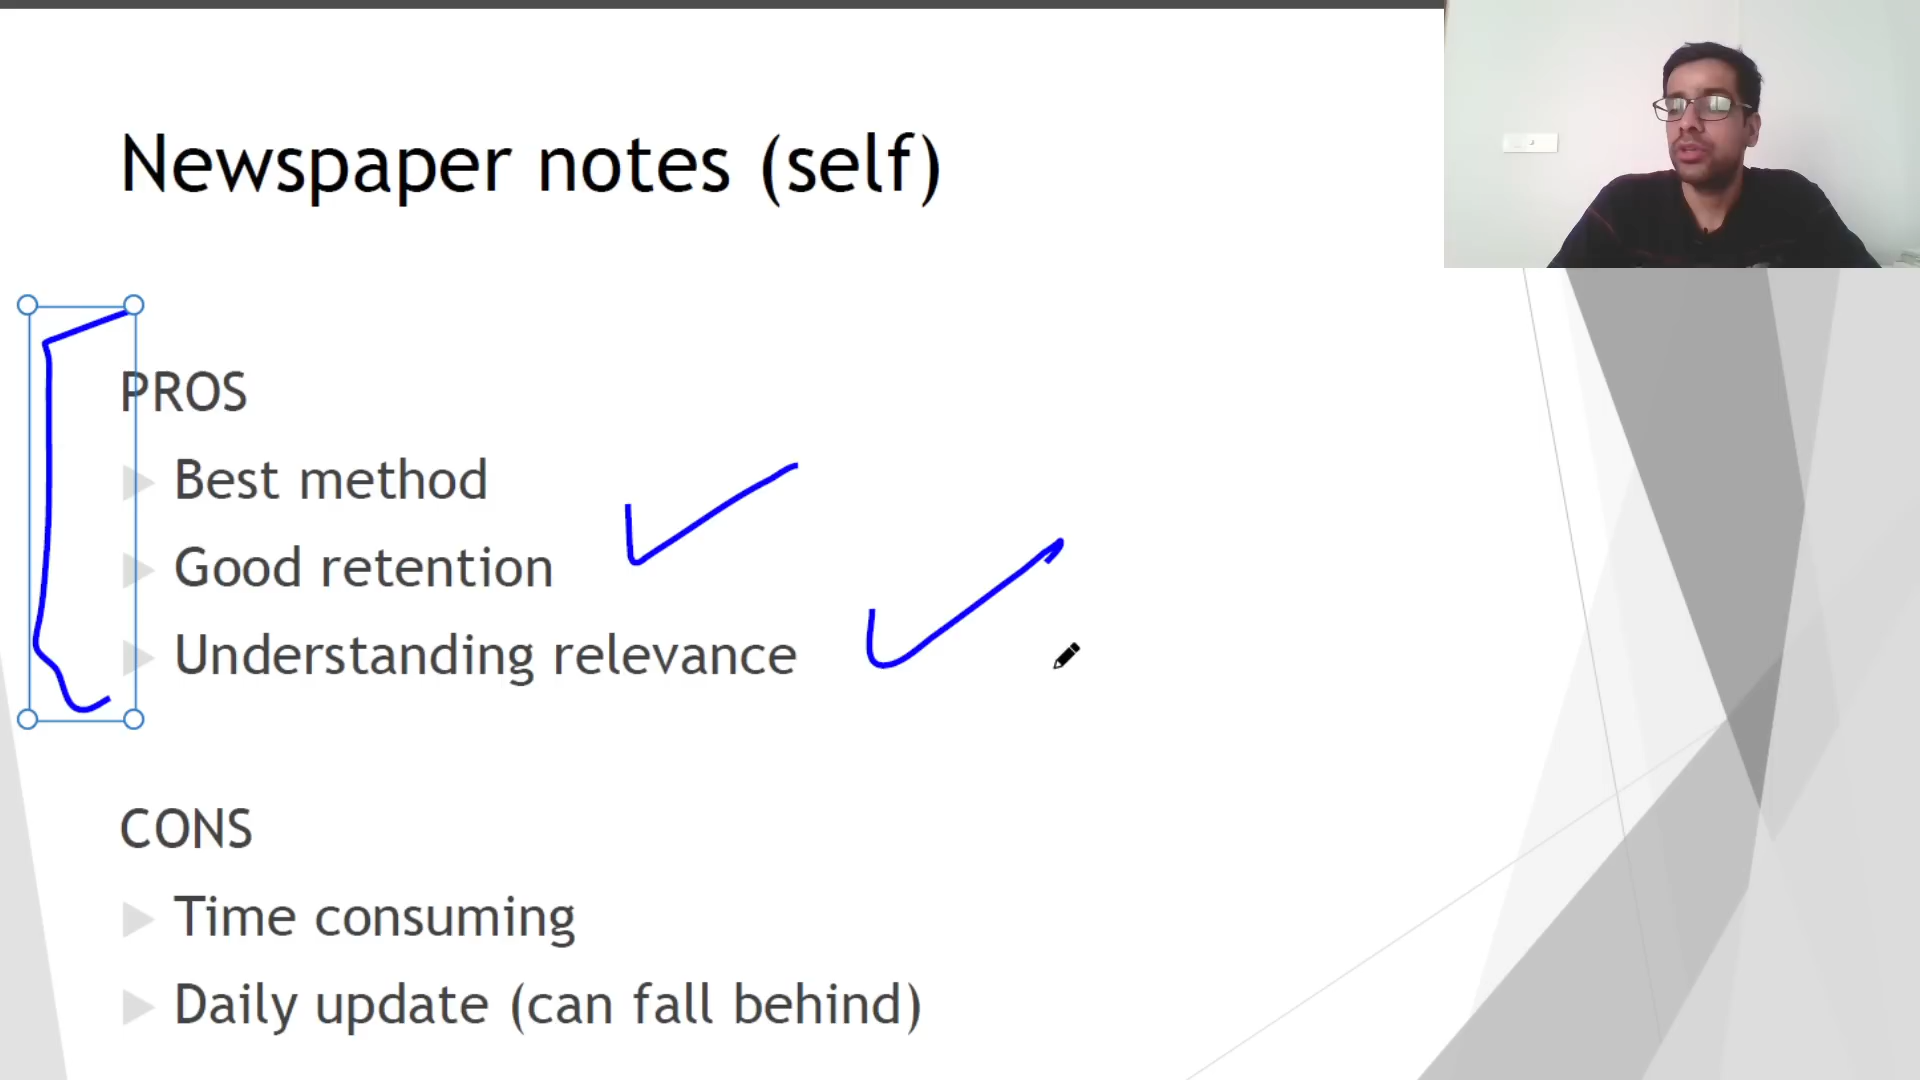 Newspaper notes (self)
PROS
Best method
Good retention
Understanding relevance
CONS
Time consuming
Daily update (can fall behind)